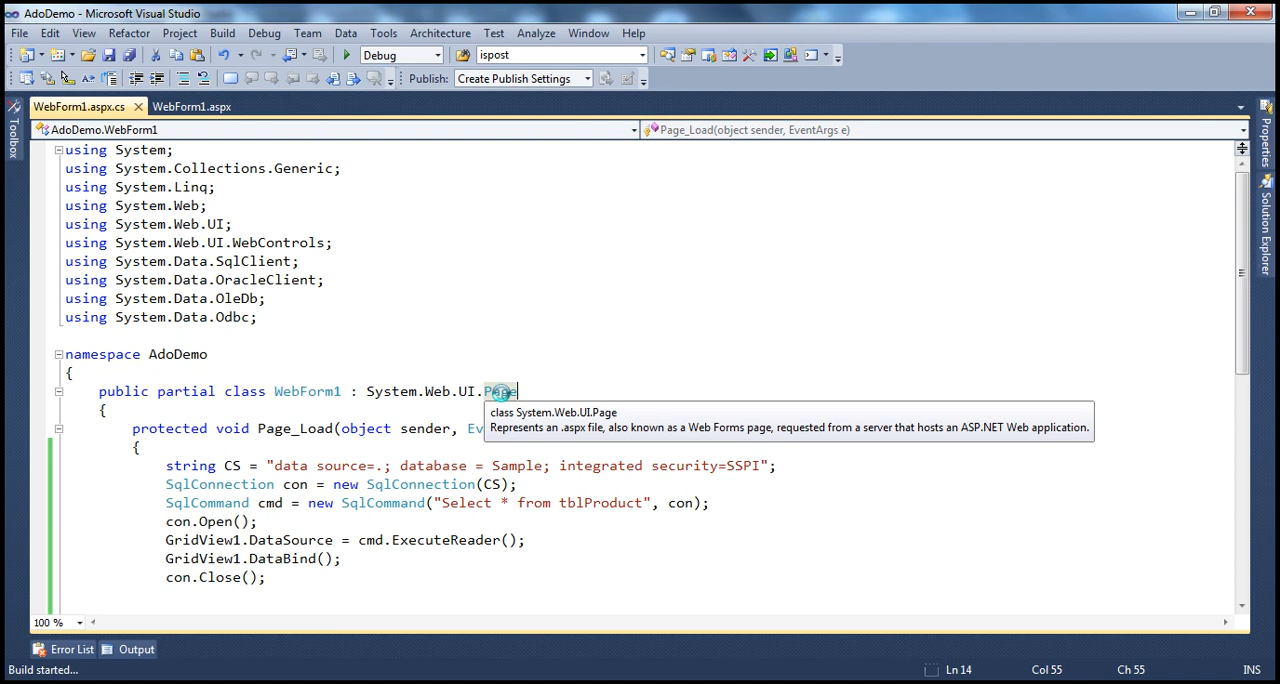 AdoDemo - Microsoft Visual Studio
File Edit View Refactor Project Build Debug Team Data Tools Architecture Test Analyze Window Help
Debug ispost
Publish: Create Publish Settings
WebForm1.aspx.cs WebForm1.aspx
AdoDemo.WebForm1 Page_Load(object sender, EventArgs e)
Toolbox
Properties
Solution Explorer
using System;
using System.Collections.Generic;
using System.Linq;
using System.Web;
using System.Web.UI;
using System.Web.UI.WebControls;
using System.Data.SqlClient;
using System.Data.OracleClient;
using System.Data.OleDb;
using System.Data.Odbc;
namespace AdoDemo
{
public partial class WebForm1 : System.Web.UI.Page
{
class System.Web.UI.Page
Represents an .aspx file, also known as a Web Forms page, requested from a server that hosts an ASP.NET Web application.
protected void Page_Load(object sender, Ev
{
string CS = "data source=.; database = Sample; integrated security=SSPI";
SqlConnection con = new SqlConnection(CS);
SqlCommand cmd = new SqlCommand("Select * from tblProduct", con);
con.Open();
GridView1.DataSource = cmd.ExecuteReader();
GridView1.DataBind();
con.Close();
100 %
Error List Output
Build started... Ln 14 Col 55 Ch 55 INS